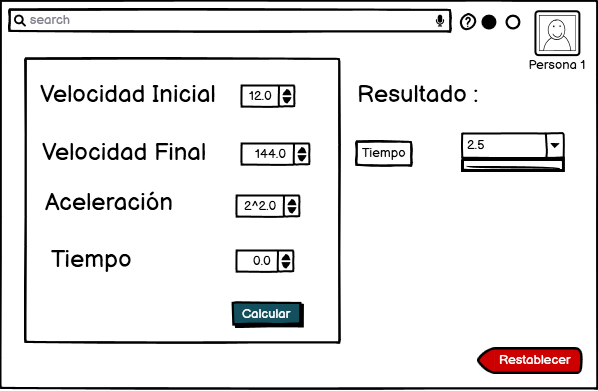 search
?
Persona 1
Velocidad Inicial 12.0
Resultado :
Velocidad Final 144.0
Tiempo 2.5
Aceleración 2^2.0
Tiempo 0.0
Calcular
Restablecer